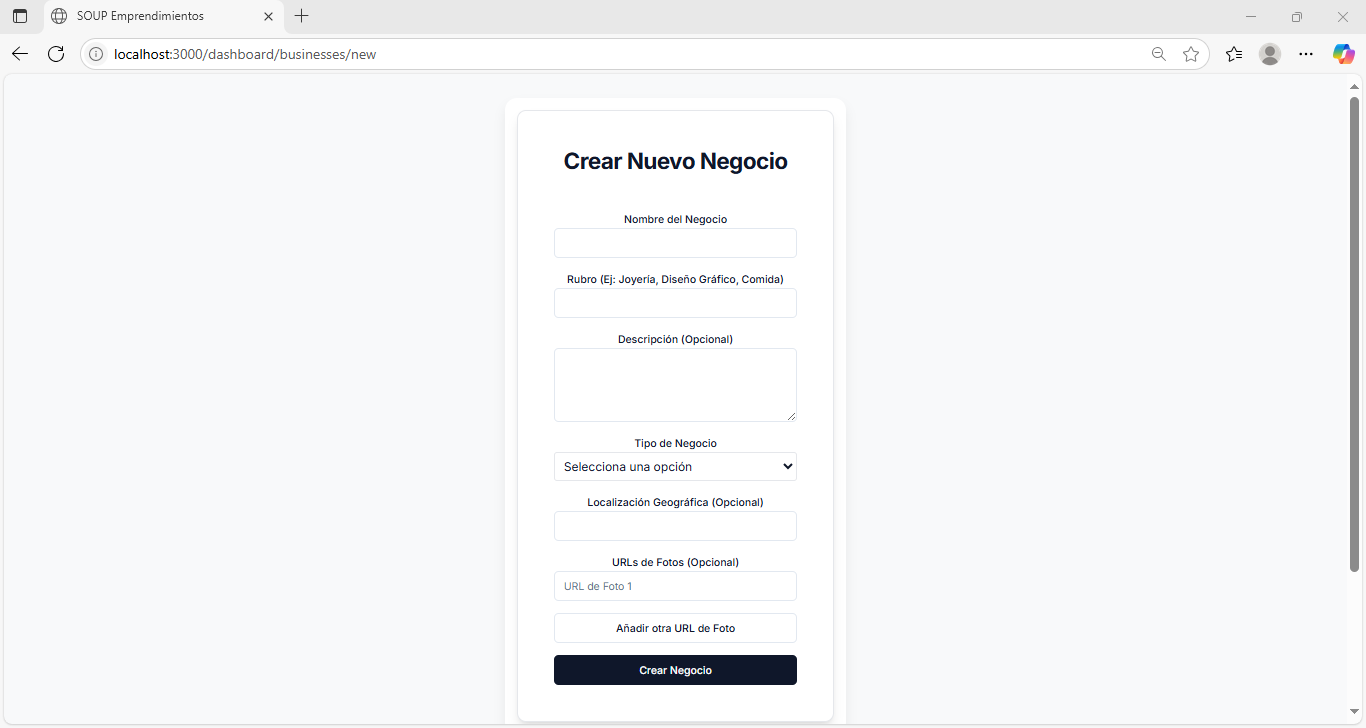 SOUP Emprendimientos
localhost:3000/dashboard/businesses/new
Crear Nuevo Negocio
Nombre del Negocio
Rubro (Ej: Joyería, Diseño Gráfico, Comida)
Descripción (Opcional)
Tipo de Negocio
Selecciona una opción
Localización Geográfica (Opcional)
URLs de Fotos (Opcional)
URL de Foto 1
Añadir otra URL de Foto
Crear Negocio